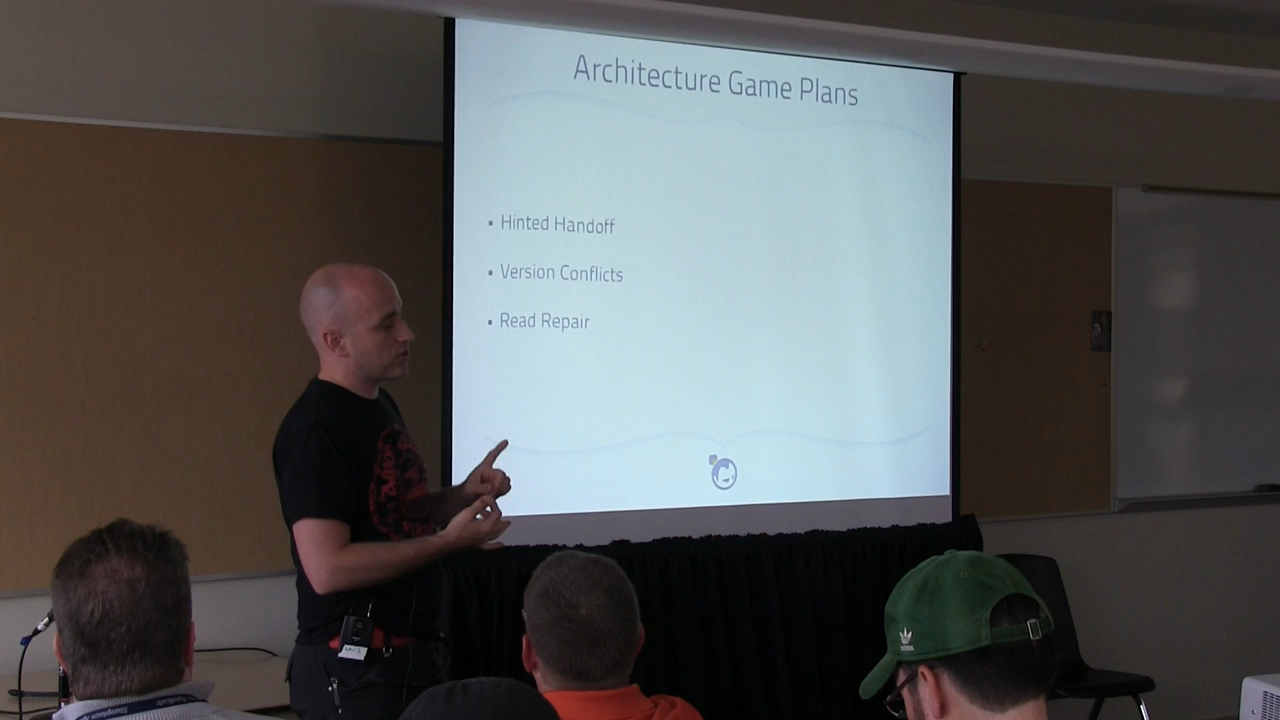 Architecture Game Plans
▪ Hinted Handoff
▪ Version Conflicts
▪ Read Repair